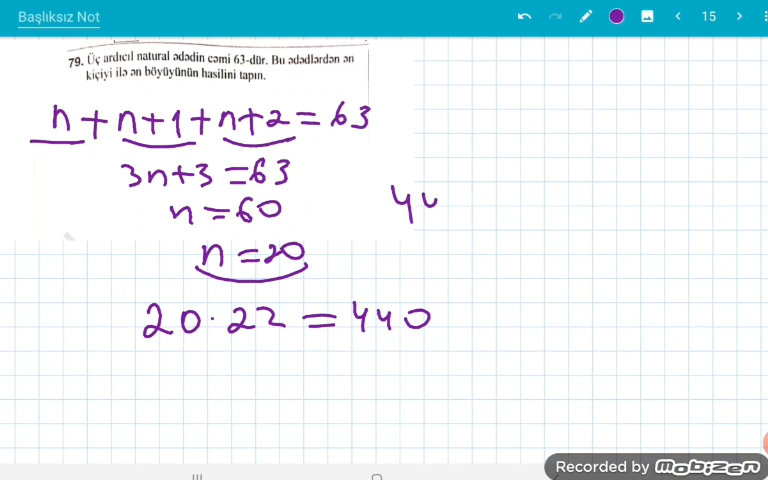 Başlıksız Not
15
79. Üç ardıcıl natural ədədin cəmi 63-dür. Bu ədədlərdən ən
kiçiyi ilə ən böyüyünün hasilini tapın.
n+n+1+n+2=63
3n+3=63
n=60
44
n=20
20·22=440
Recorded by mobizen